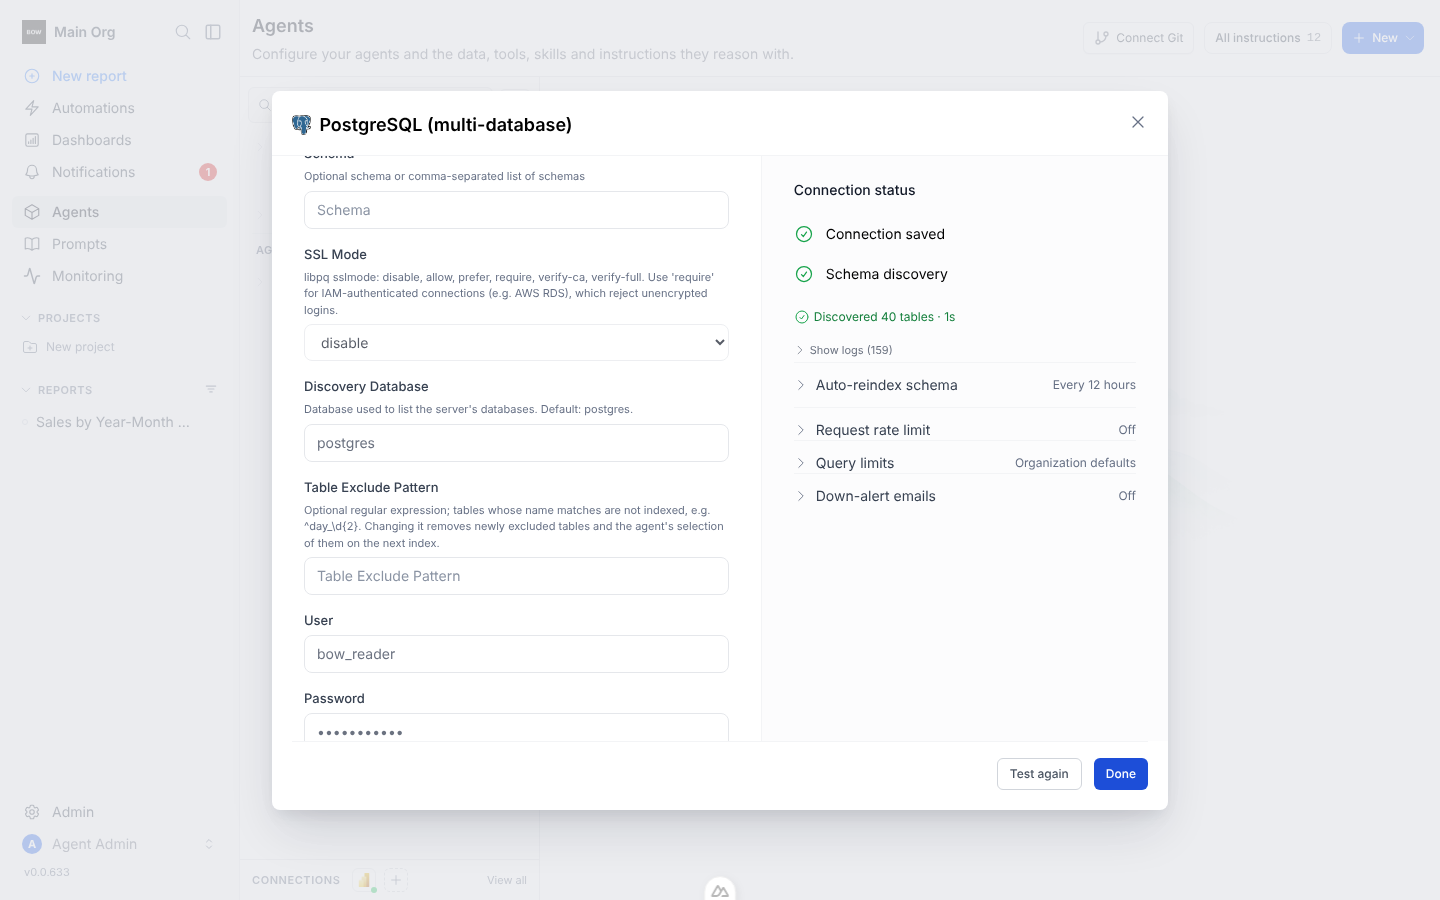 BOW
Main Org
New report
Automations
Dashboards
Notifications
1
Agents
Prompts
Monitoring
PROJECTS
New project
REPORTS
Sales by Year-Month ...
Admin
A
Agent Admin
v0.0.633
Agents
Configure your agents and the data, tools, skills and instructions they reason with.
Connect Git
All instructions 12
New
AG
CONNECTIONS
View all
PostgreSQL (multi-database)
Schema
Optional schema or comma-separated list of schemas
Schema
SSL Mode
libpq sslmode: disable, allow, prefer, require, verify-ca, verify-full. Use 'require'
for IAM-authenticated connections (e.g. AWS RDS), which reject unencrypted
logins.
disable
Discovery Database
Database used to list the server's databases. Default: postgres.
postgres
Table Exclude Pattern
Optional regular expression; tables whose name matches are not indexed, e.g.
^day_\d{2}. Changing it removes newly excluded tables and the agent's selection
of them on the next index.
Table Exclude Pattern
User
bow_reader
Password
•••••••••••
Connection status
Connection saved
Schema discovery
Discovered 40 tables · 1s
Show logs (159)
Auto-reindex schema
Every 12 hours
Request rate limit
Off
Query limits
Organization defaults
Down-alert emails
Off
Test again
Done